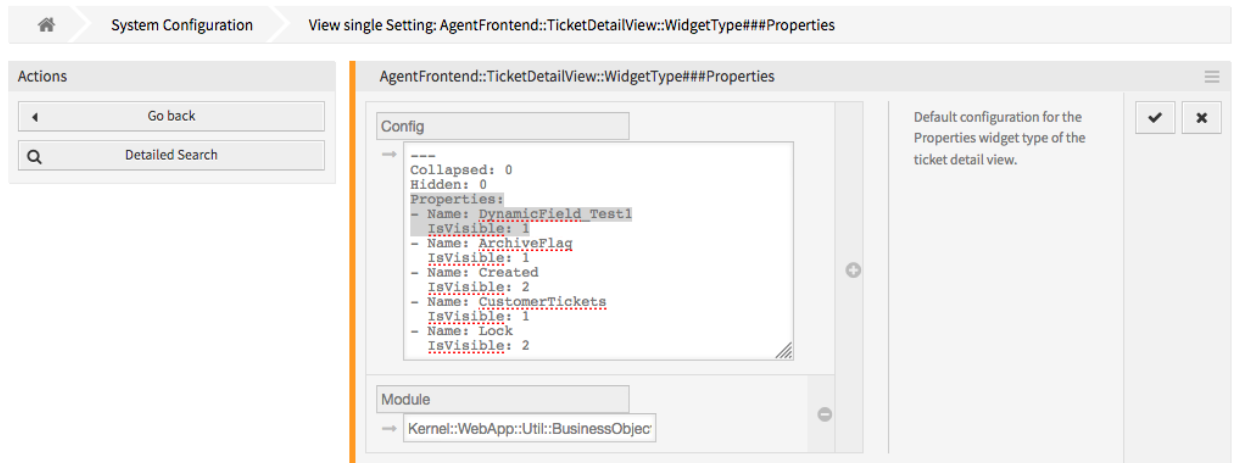 System Configuration
View single Setting: AgentFrontend::TicketDetailView::WidgetType###Properties
Actions
Go back
Detailed Search
AgentFrontend::TicketDetailView::WidgetType###Properties
Config
---
Collapsed: 0
Hidden: 0
Properties:
- Name: DynamicField_Test1
  IsVisible: 1
- Name: ArchiveFlag
  IsVisible: 1
- Name: Created
  IsVisible: 2
- Name: CustomerTickets
  IsVisible: 1
- Name: Lock
  IsVisible: 2
Module
Kernel::WebApp::Util::BusinessObjec
Default configuration for the
Properties widget type of the
ticket detail view.